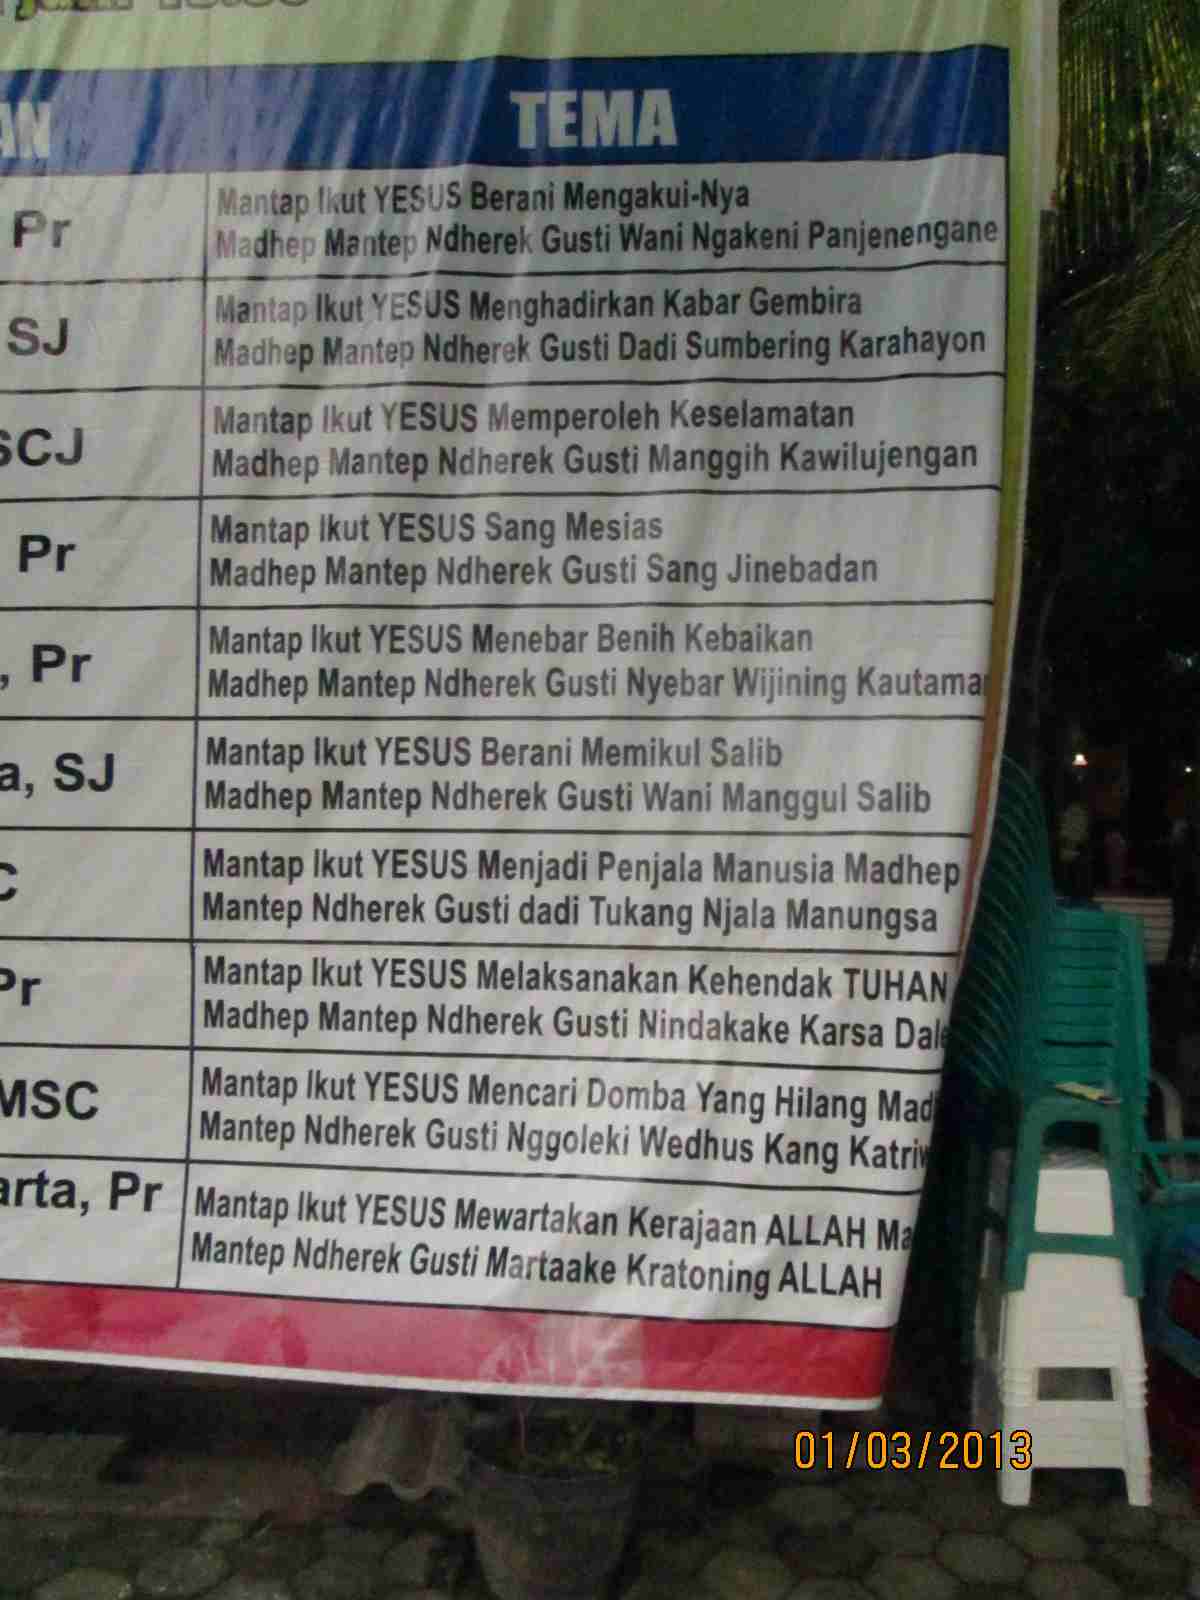 TEMA
Pr
Mantap Ikut YESUS Berani Mengakui-Nya
Madhep Mantep Ndherek Gusti Wani Ngakeni Panjenengane
SJ
Mantap Ikut YESUS Menghadirkan Kabar Gembira
Madhep Mantep Ndherek Gusti Dadi Sumbering Karahayon
SCJ
Mantap Ikut YESUS Memperoleh Keselamatan
Madhep Mantep Ndherek Gusti Manggih Kawilujengan
Pr
Mantap Ikut YESUS Sang Mesias
Madhep Mantep Ndherek Gusti Sang Jinebadan
, Pr
Mantap Ikut YESUS Menebar Benih Kebaikan
Madhep Mantep Ndherek Gusti Nyebar Wijining
a, SJ
Mantap Ikut YESUS Berani Memikul Salib
Madhep Mantep Ndherek Gusti Wani Manggul Salib
Mantap Ikut YESUS Menjadi Penjala Manusia Madhep
Mantep Ndherek Gusti dadi Tukang Njala Manungsa
Pr
Mantap Ikut YESUS Melaksanakan Kehendak TUHAN
Madhep Mantep Ndherek Gusti Nindakake Karsa
MSC
Mantap Ikut YESUS Mencari Domba Yang Hilang
Mantep Ndherek Gusti Nggoleki Wedhus Kang
arta, Pr
Mantap Ikut YESUS Mewartakan Kerajaan ALLAH
Mantep Ndherek Gusti Martaake Kratoning ALLAH
01/03/2013